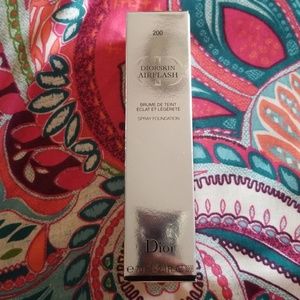 200
DIORSKIN
AIRFLASH
BRUME DE TEINT
ÉCLAT ET LÉGÈRETÉ
SPRAY FOUNDATION
Dior